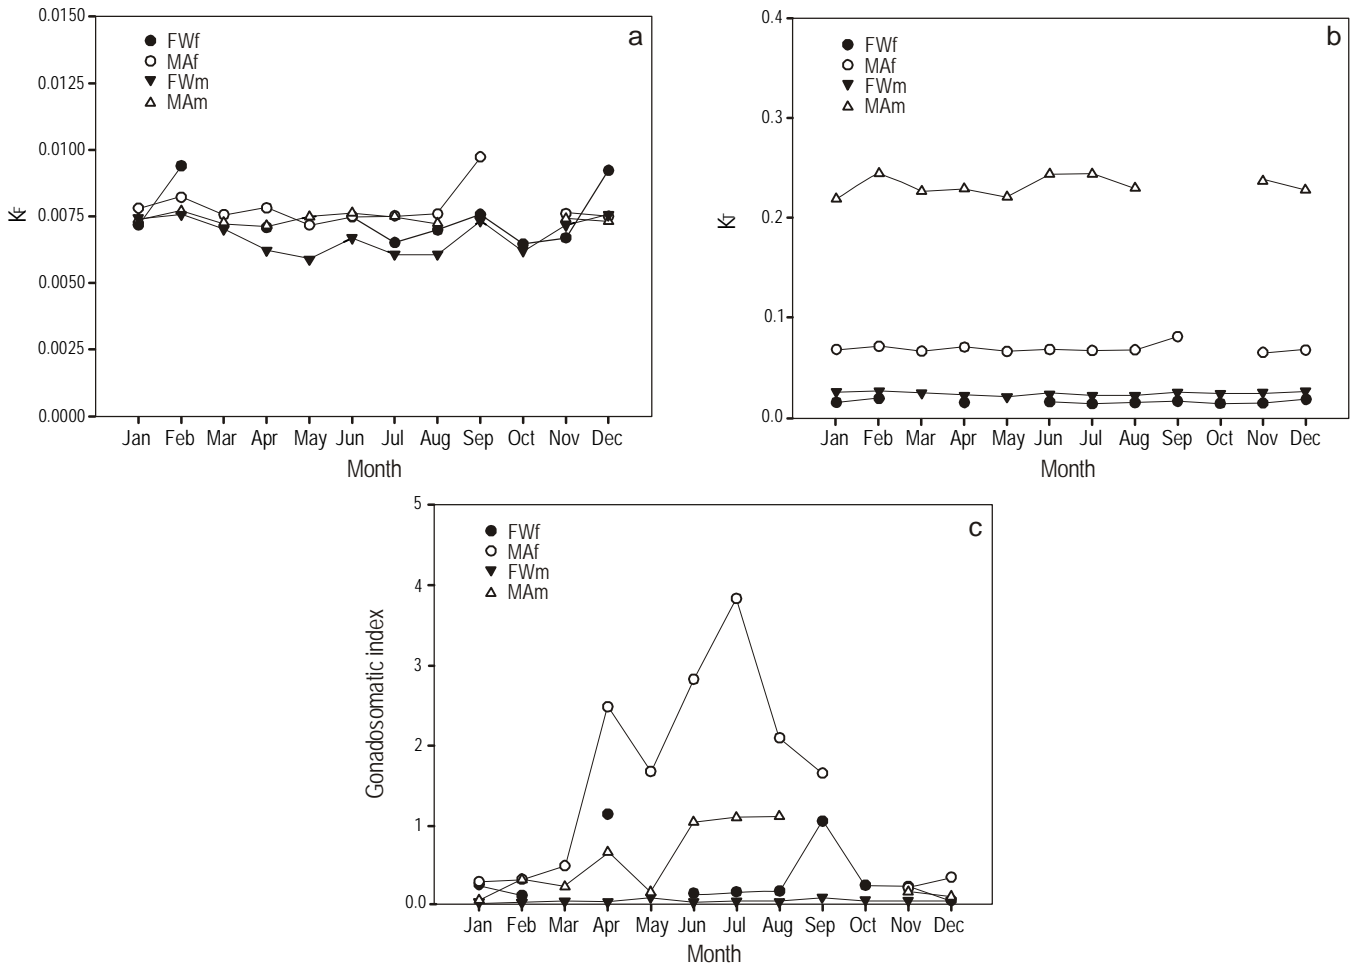 a
FWf
MAf
FWm
MAm
0.0150
0.0125
0.0100
0.0075
0.0050
0.0025
0.0000
KF
Jan Feb Mar Apr May Jun Jul Aug Sep Oct Nov Dec
Month
b
FWf
MAf
FWm
MAm
0.4
0.3
0.2
0.1
0.0
KT
Jan Feb Mar Apr May Jun Jul Aug Sep Oct Nov Dec
Month
c
FWf
MAf
FWm
MAm
5
4
3
2
1
0.0
Gonadosomatic index
Jan Feb Mar Apr May Jun Jul Aug Sep Oct Nov Dec
Month